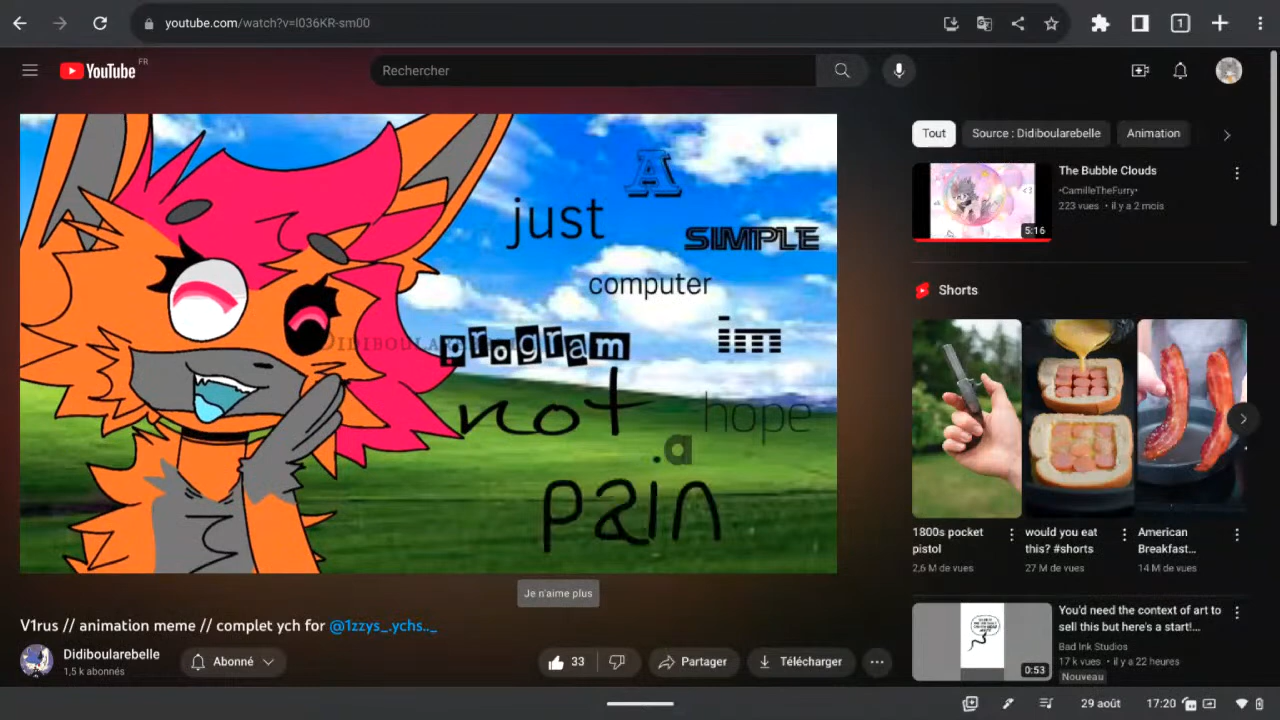 youtube.com/watch?v=l036KR-sm00
1
YouTube FR
Rechercher
A
just
SIMPLE
computer
im
program
DIDIBOULA
not
hope
.a
pain
Je n'aime plus
V1rus // animation meme // complet ych for @1zzys_.ychs.._
Didiboularebelle
1,5 k abonnés
Abonné
33
Partager
Télécharger
Tout
Source : Didiboularebelle
Animation
The Bubble Clouds
•CamilleTheFurry•
223 vues • il y a 2 mois
5:16
Shorts
1800s pocket
pistol
2,6 M de vues
would you eat
this? #shorts
27 M de vues
American
Breakfast...
14 M de vues
You'd need the context of art to
sell this but here's a start!...
Bad Ink Studios
17 k vues • il y a 22 heures
Nouveau
0:53
29 août
17:20